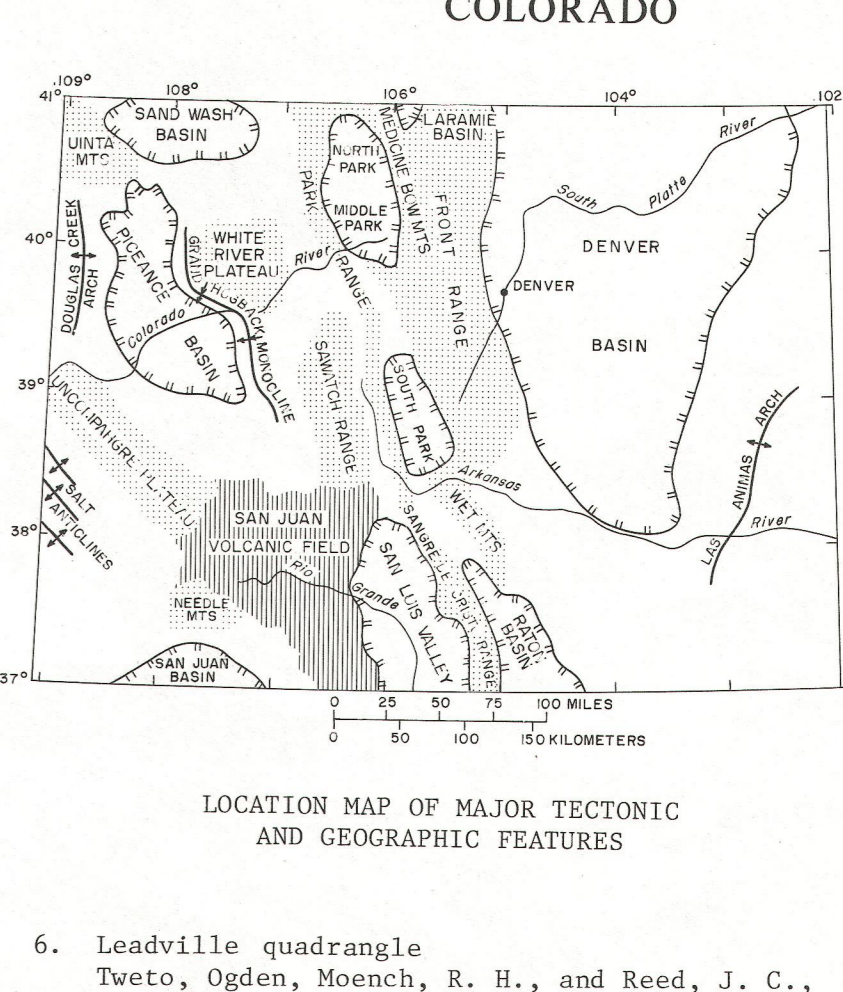 COLORADO
109°
108°
106°
104°
102
41°
40°
39°
38°
37°
SAND WASH
BASIN
UINTA
MTS
LARAMIE
BASIN
MEDICINE BOW MTS
NORTH
PARK
MIDDLE
PARK
PARK
RANGE
FRONT
RANGE
River
South
Platte
DENVER
BASIN
DENVER
DOUGLAS CREEK
ARCH
PICEANCE
BASIN
WHITE
RIVER
PLATEAU
GRAND HOGBACK MONOCLINE
River
Colorado
SAWATCH RANGE
SOUTH PARK
UNCOMPAHGRE PLATEAU
SALT
ANTICLINES
Arkansas
River
LAS ANIMAS ARCH
WET MTS
SAN JUAN
VOLCANIC FIELD
Rio
Grande
NEEDLE
MTS
SAN JUAN
BASIN
SAN LUIS VALLEY
SANGRE DE CRISTO RANGE
RATON
BASIN
0 25 50 75 100 MILES
0 50 100 150 KILOMETERS
LOCATION MAP OF MAJOR TECTONIC
AND GEOGRAPHIC FEATURES
6. Leadville quadrangle
Tweto, Ogden, Moench, R. H., and Reed, J. C.,